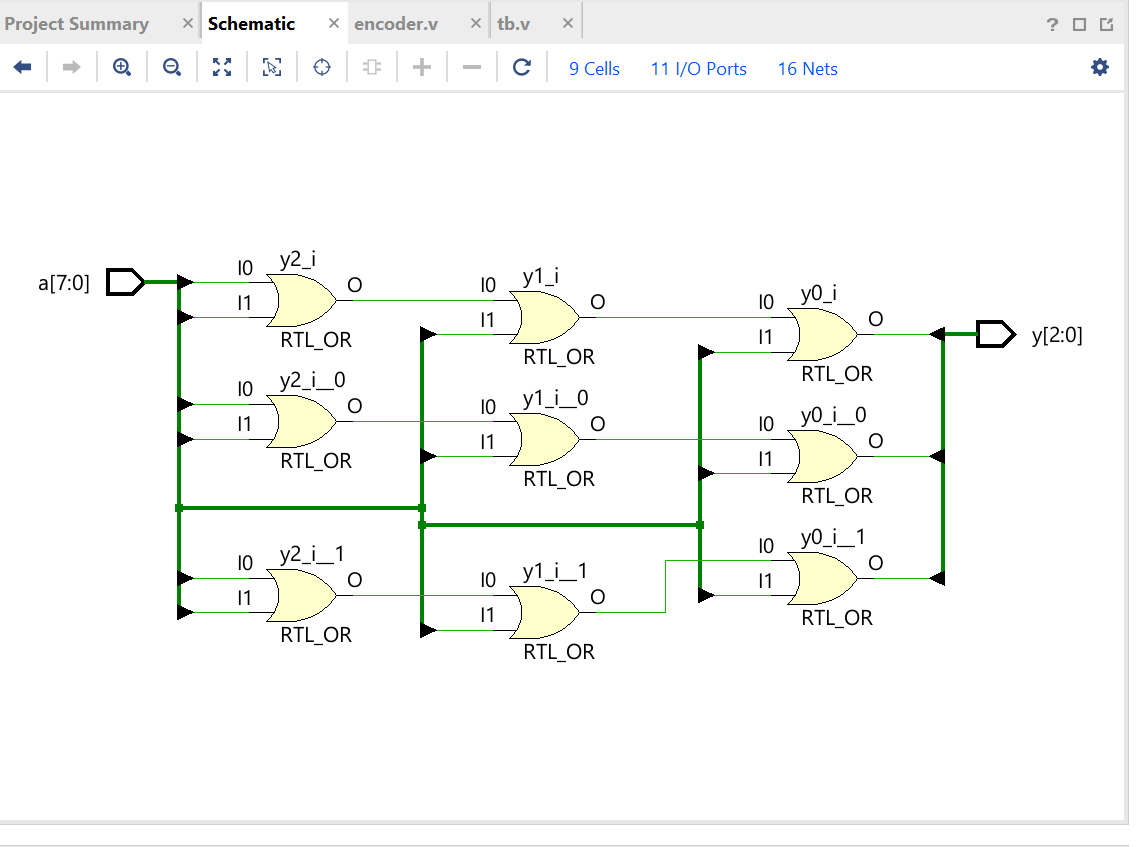 Project Summary × Schematic × encoder.v × tb.v × ?
9 Cells 11 I/O Ports 16 Nets
a[7:0]
I0 y2_i O
I1
RTL_OR
I0 y1_i O
I1
RTL_OR
I0 y0_i O
I1
RTL_OR
y[2:0]
I0 y2_i__0 O
I1
RTL_OR
I0 y1_i__0 O
I1
RTL_OR
I0 y0_i__0 O
I1
RTL_OR
I0 y2_i__1 O
I1
RTL_OR
I0 y1_i__1 O
I1
RTL_OR
I0 y0_i__1 O
I1
RTL_OR